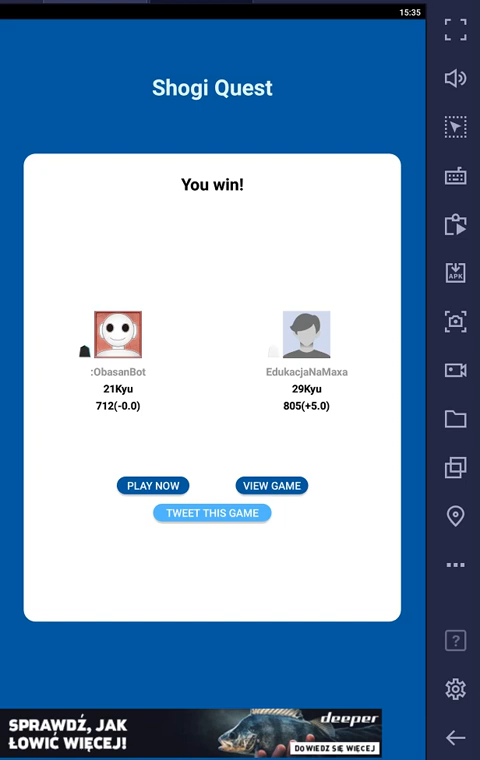 15:35
Shogi Quest
You win!
:ObasanBot
EdukacjaNaMaxa
21Kyu
29Kyu
712(-0.0)
805(+5.0)
PLAY NOW
VIEW GAME
TWEET THIS GAME
SPRAWDŹ, JAK
ŁOWIĆ WIĘCEJ!
deeper
DOWIEDZ SIĘ WIĘCEJ
APK
?